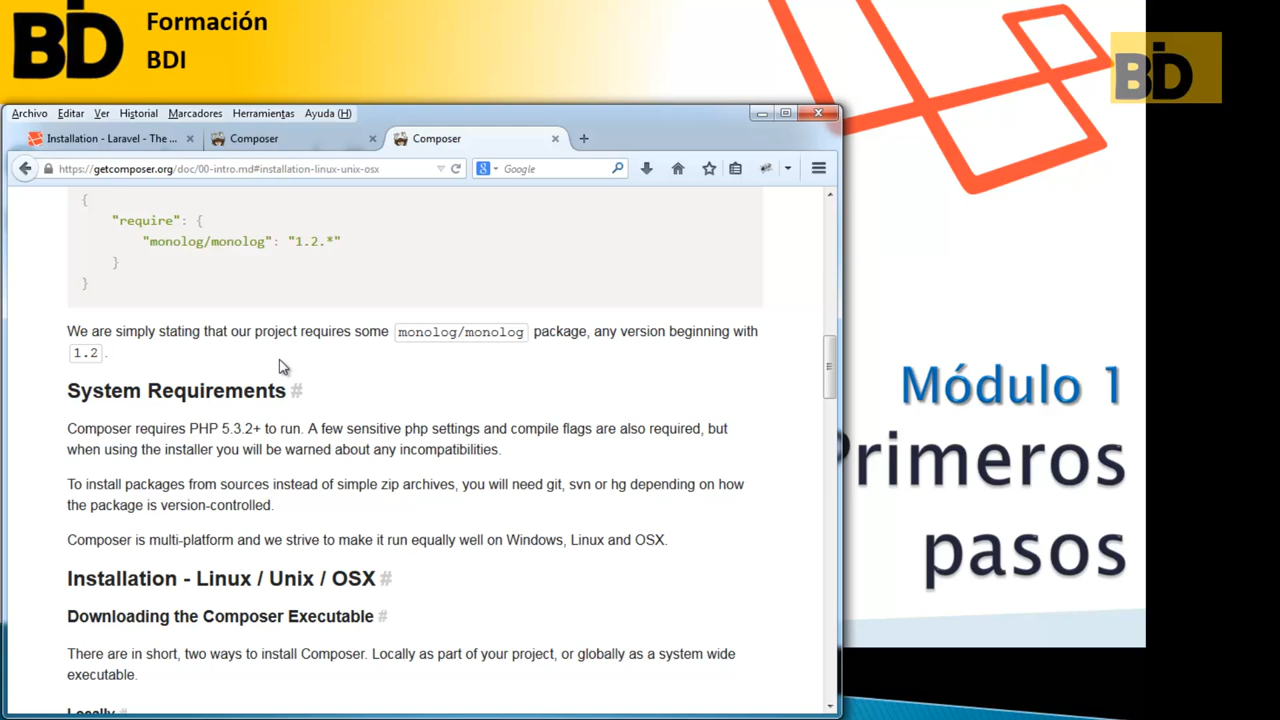 BDI
Formación
BDI
BDI
Archivo Editar Ver Historial Marcadores Herramientas Ayuda (H)
Installation - Laravel - The ... Composer Composer
https://getcomposer.org/doc/00-intro.md#installation-linux-unix-osx Google
{
"require": {
"monolog/monolog": "1.2.*"
}
}
We are simply stating that our project requires some monolog/monolog package, any version beginning with
1.2 .
System Requirements #
Composer requires PHP 5.3.2+ to run. A few sensitive php settings and compile flags are also required, but
when using the installer you will be warned about any incompatibilities.
To install packages from sources instead of simple zip archives, you will need git, svn or hg depending on how
the package is version-controlled.
Composer is multi-platform and we strive to make it run equally well on Windows, Linux and OSX.
Installation - Linux / Unix / OSX #
Downloading the Composer Executable #
There are in short, two ways to install Composer. Locally as part of your project, or globally as a system wide
executable.
Locally #
Módulo 1
Primeros
pasos